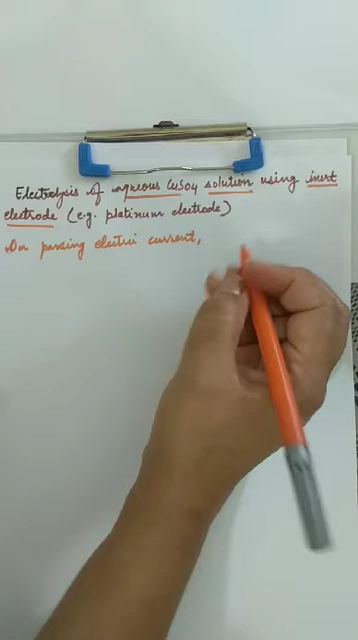 Electrolysis of aqueous CuSO4 solution using inert
electrode (e.g. platinum electrode)
On passing electric current,